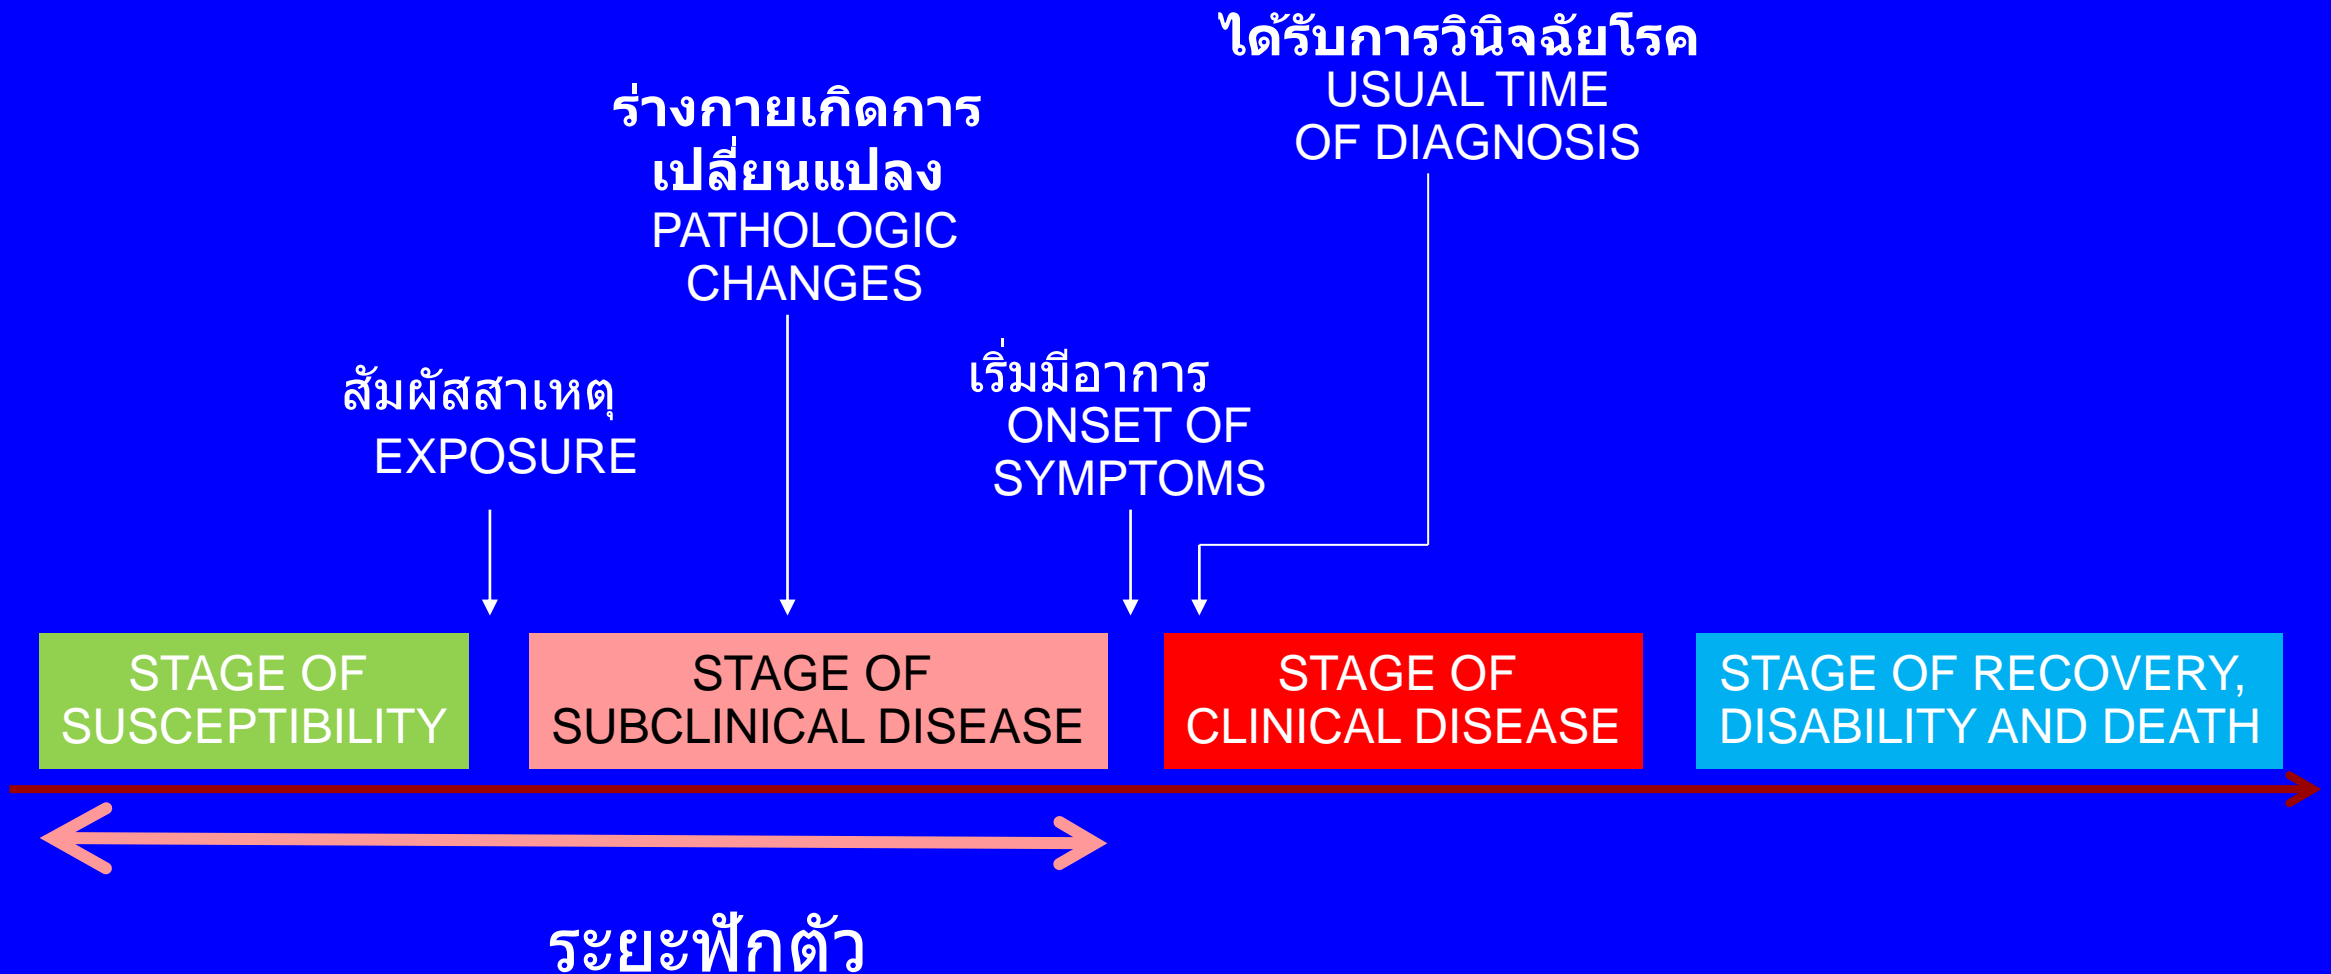 ได้รับการวินิจฉัยโรค
USUAL TIME
OF DIAGNOSIS
ร่างกายเกิดการ
เปลี่ยนแปลง
PATHOLOGIC
CHANGES
สัมผัสสาเหตุ
EXPOSURE
เริ่มมีอาการ
ONSET OF
SYMPTOMS
STAGE OF
SUSCEPTIBILITY
STAGE OF
SUBCLINICAL DISEASE
STAGE OF
CLINICAL DISEASE
STAGE OF RECOVERY,
DISABILITY AND DEATH
ระยะฟักตัว